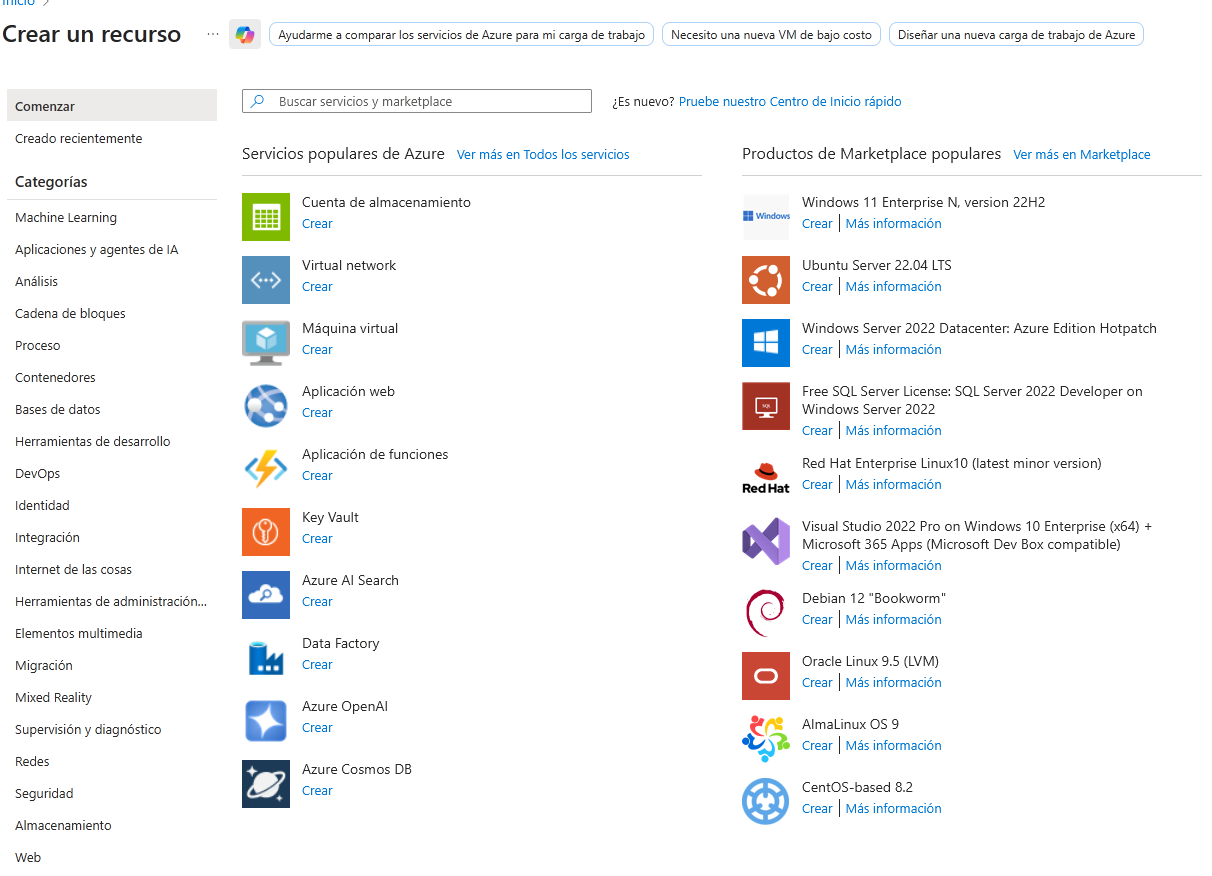 Inicio
Crear un recurso
Ayudarme a comparar los servicios de Azure para mi carga de trabajo
Necesito una nueva VM de bajo costo
Diseñar una nueva carga de trabajo de Azure
Comenzar
Creado recientemente
Categorías
Machine Learning
Aplicaciones y agentes de IA
Análisis
Cadena de bloques
Proceso
Contenedores
Bases de datos
Herramientas de desarrollo
DevOps
Identidad
Integración
Internet de las cosas
Herramientas de administración...
Elementos multimedia
Migración
Mixed Reality
Supervisión y diagnóstico
Redes
Seguridad
Almacenamiento
Web
Buscar servicios y marketplace
¿Es nuevo? Pruebe nuestro Centro de Inicio rápido
Servicios populares de Azure Ver más en Todos los servicios
Cuenta de almacenamiento
Crear
Virtual network
Crear
Máquina virtual
Crear
Aplicación web
Crear
Aplicación de funciones
Crear
Key Vault
Crear
Azure AI Search
Crear
Data Factory
Crear
Azure OpenAI
Crear
Azure Cosmos DB
Crear
Productos de Marketplace populares Ver más en Marketplace
Windows
Windows 11 Enterprise N, version 22H2
Crear | Más información
Ubuntu Server 22.04 LTS
Crear | Más información
Windows Server 2022 Datacenter: Azure Edition Hotpatch
Crear | Más información
SQL
Free SQL Server License: SQL Server 2022 Developer on
Windows Server 2022
Crear | Más información
Red Hat
Red Hat Enterprise Linux10 (latest minor version)
Crear | Más información
Visual Studio 2022 Pro on Windows 10 Enterprise (x64) +
Microsoft 365 Apps (Microsoft Dev Box compatible)
Crear | Más información
Debian 12 "Bookworm"
Crear | Más información
Oracle Linux 9.5 (LVM)
Crear | Más información
AlmaLinux OS 9
Crear | Más información
CentOS-based 8.2
Crear | Más información